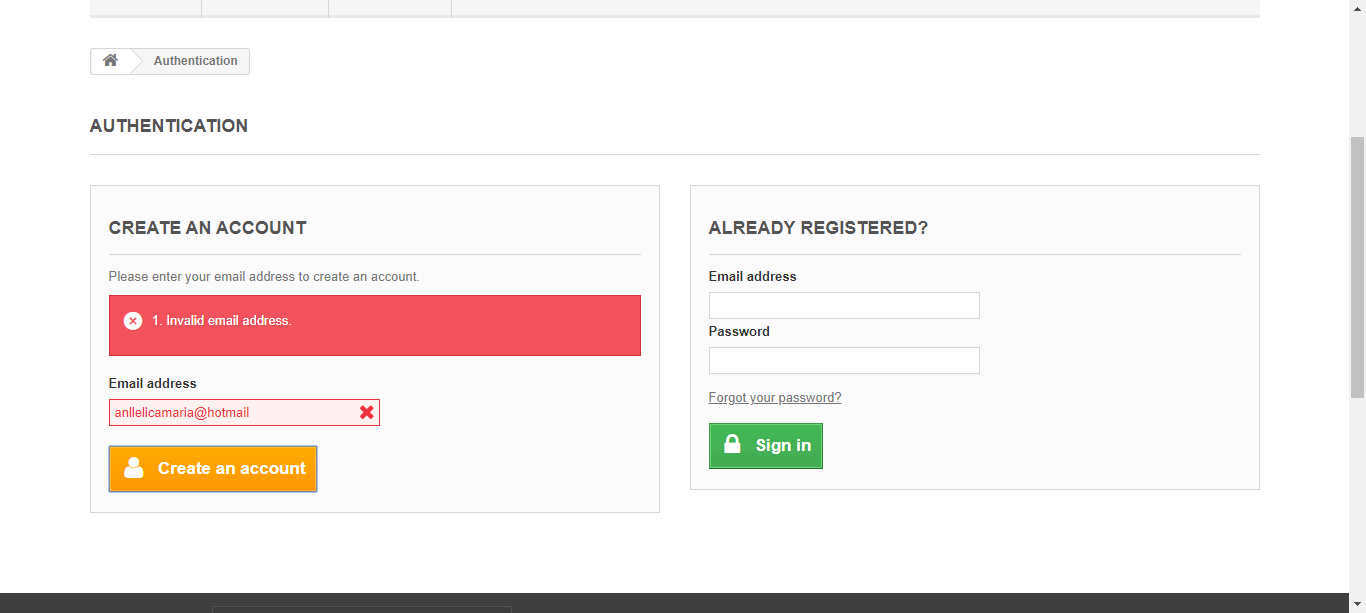 Authentication
AUTHENTICATION
CREATE AN ACCOUNT
Please enter your email address to create an account.
1. Invalid email address.
Email address
anllelicamaria@hotmail
Create an account
ALREADY REGISTERED?
Email address
Password
Forgot your password?
Sign in